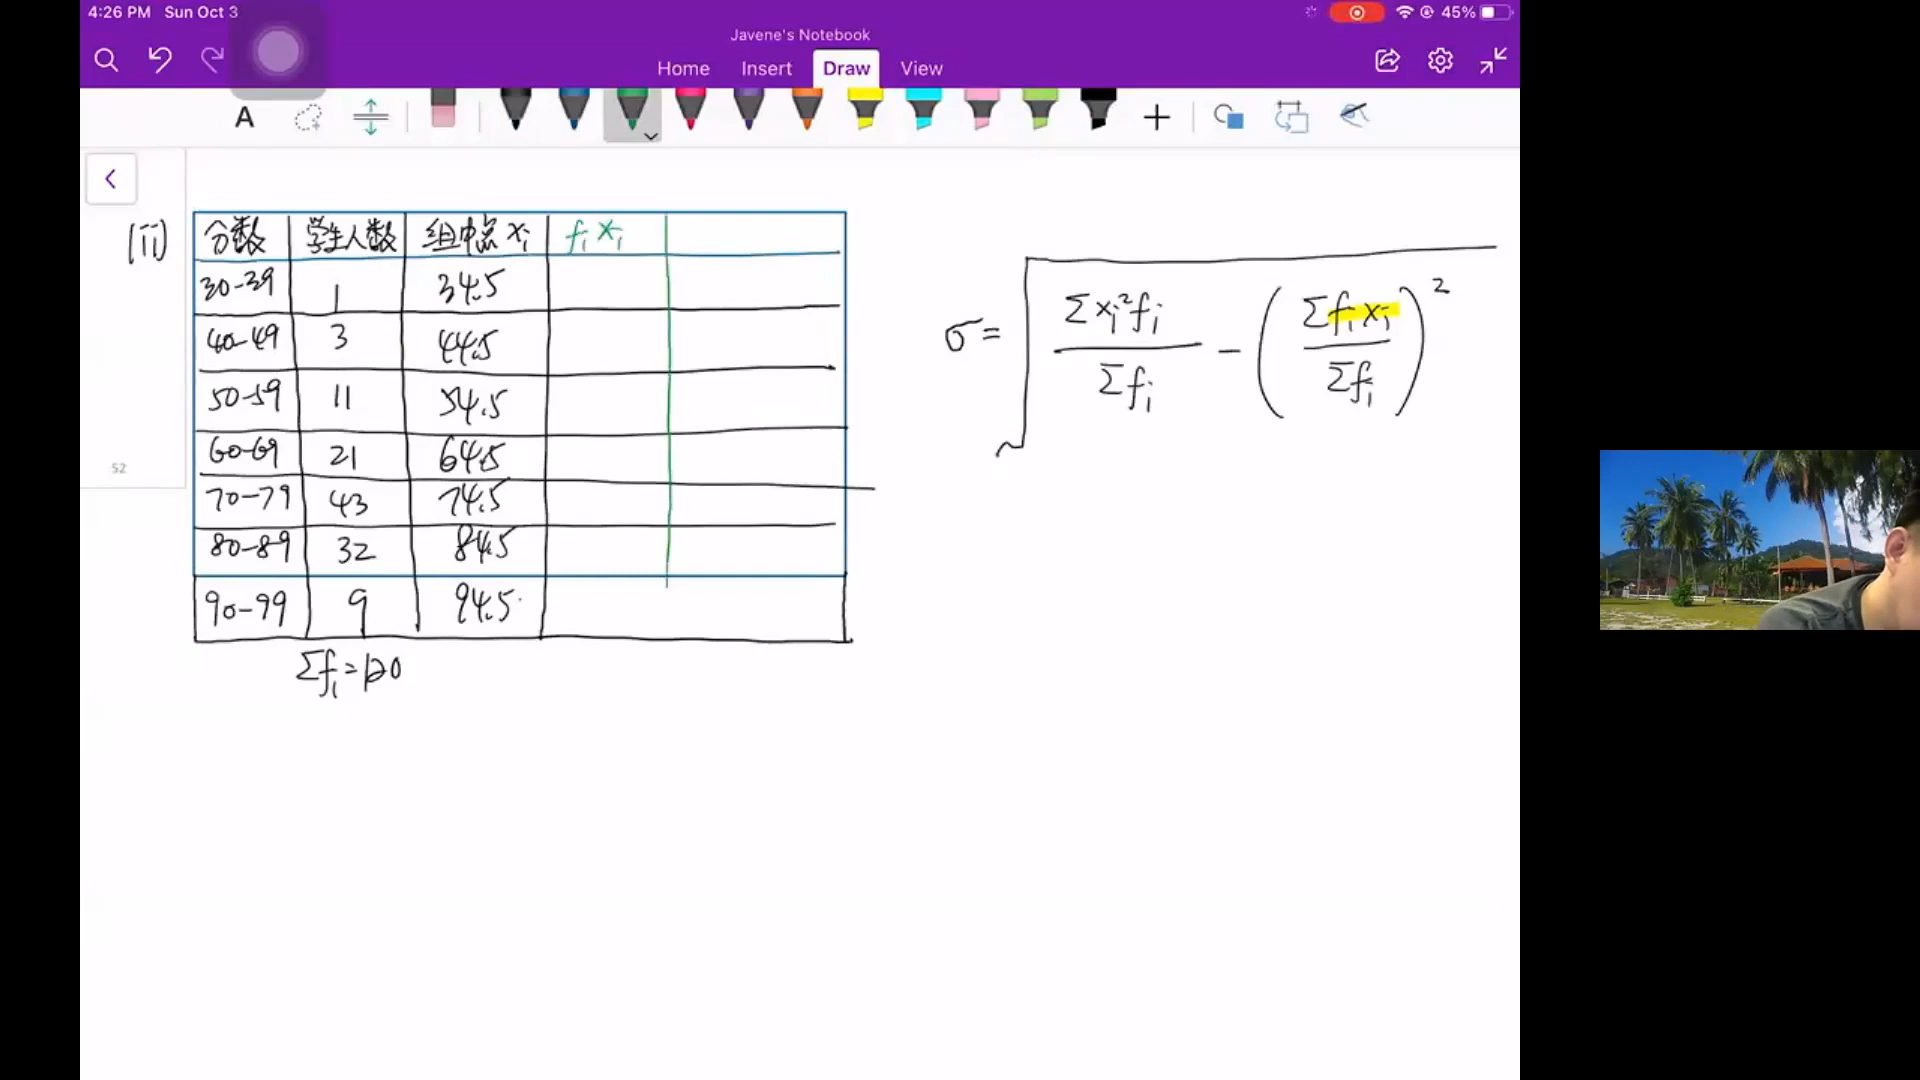 4:26 PM Sun Oct 3
45%
Javene's Notebook
Home Insert Draw View
A
52
(ii)
分数 学生人数 组中点 xᵢ fᵢ xᵢ
30-39 1 34.5
40-49 3 44.5
50-59 11 54.5
60-69 21 64.5
70-79 43 74.5
80-89 32 84.5
90-99 9 94.5
Σfᵢ = 120
σ = √( Σxᵢ²fᵢ / Σfᵢ − ( Σfᵢxᵢ / Σfᵢ )² )